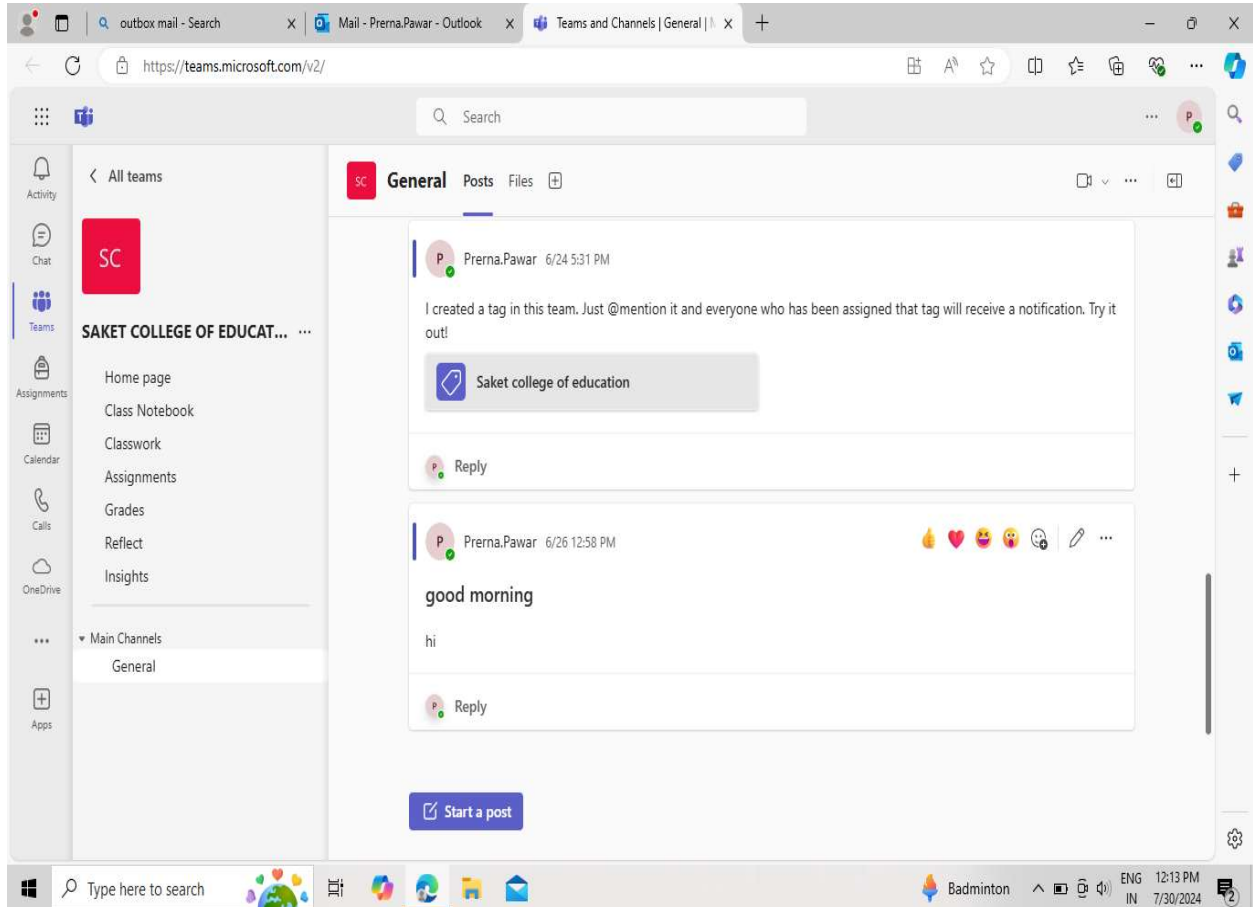 outbox mail - Search
Mail - Prerna.Pawar - Outlook
Teams and Channels | General |
https://teams.microsoft.com/v2/
Search
P
Activity
Chat
Teams
Assignments
Calendar
Calls
OneDrive
Apps
All teams
SC
SAKET COLLEGE OF EDUCAT...
Home page
Class Notebook
Classwork
Assignments
Grades
Reflect
Insights
Main Channels
General
SC General Posts Files
P Prerna.Pawar 6/24 5:31 PM
I created a tag in this team. Just @mention it and everyone who has been assigned that tag will receive a notification. Try it
out!
Saket college of education
P Reply
P Prerna.Pawar 6/26 12:58 PM
good morning
hi
P Reply
Start a post
Type here to search
Badminton
ENG
IN
12:13 PM
7/30/2024
2